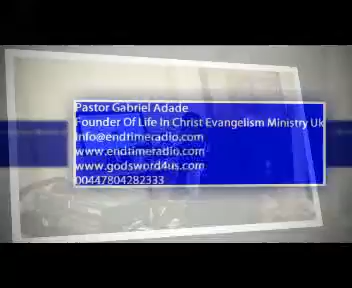 Pastor Gabriel Adade
Founder Of Life In Christ Evangelism Ministry Uk
Info@endtimeradio.com
www.endtimeradio.com
www.godsword4us.com
00447804282333